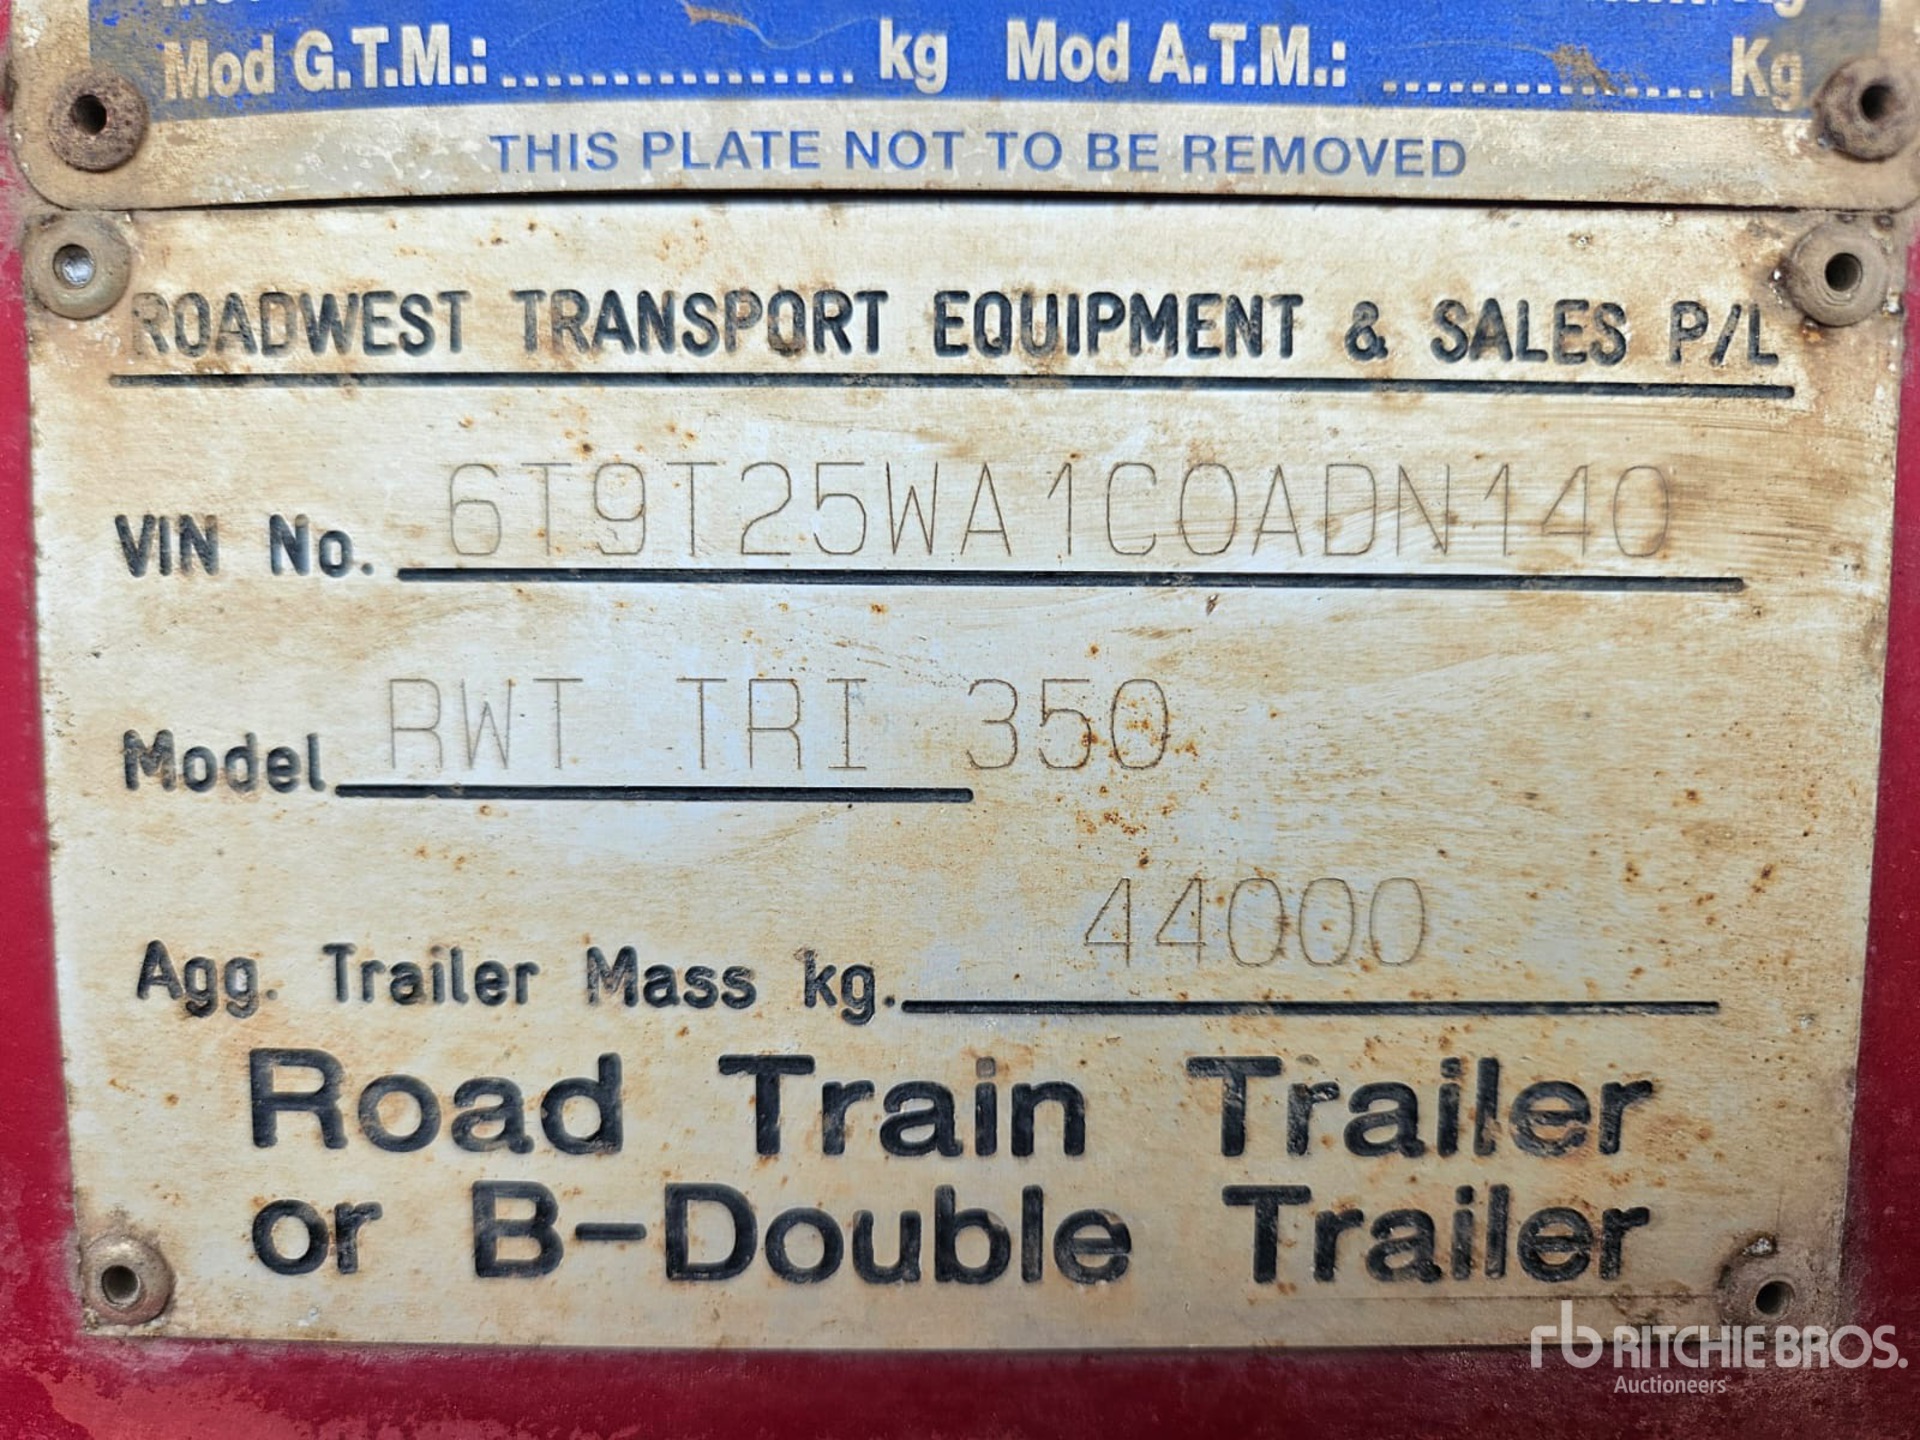 Mod G.T.M.:................ kg Mod A.T.M.: ................ Kg
THIS PLATE NOT TO BE REMOVED
ROADWEST TRANSPORT EQUIPMENT & SALES P/L
VIN No. 6T9T25WA1C0ADN140
Model RWT TRI 350
Agg. Trailer Mass kg. 44000
Road Train Trailer
or B-Double Trailer
rb RITCHIE BROS.
Auctioneers